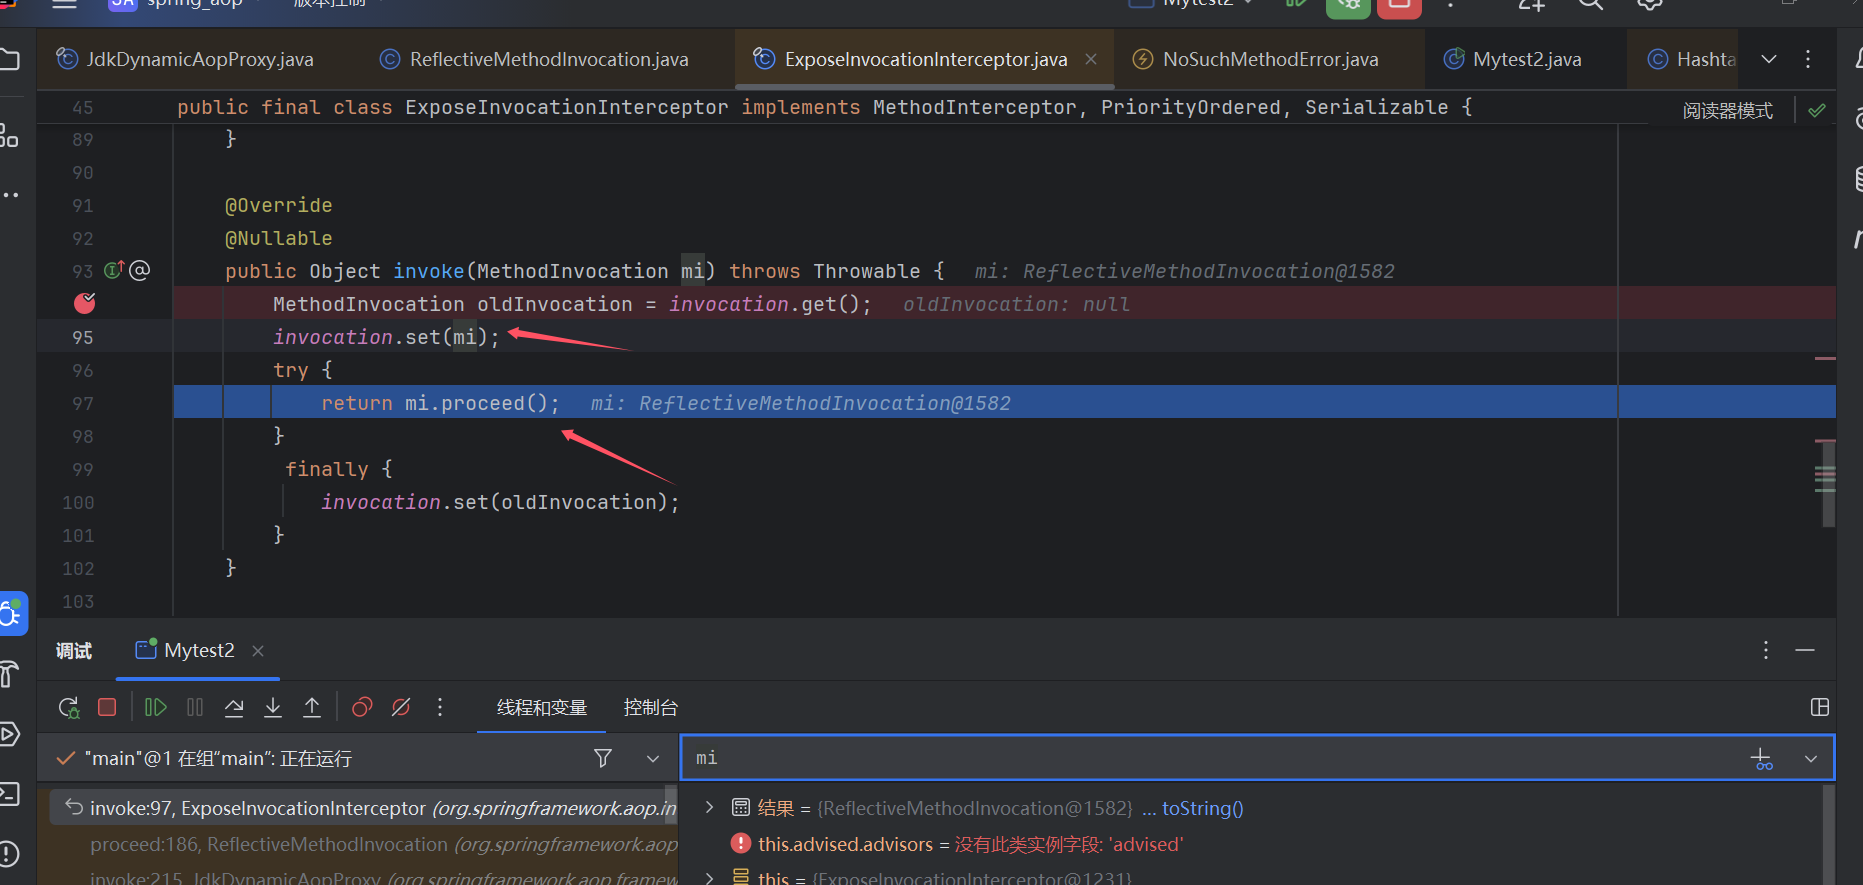 SA spring_aop 版本控制 Mytest2
JdkDynamicAopProxy.java ReflectiveMethodInvocation.java ExposeInvocationInterceptor.java NoSuchMethodError.java Mytest2.java Hashta
45 public final class ExposeInvocationInterceptor implements MethodInterceptor, PriorityOrdered, Serializable { 阅读器模式
89 }
90
91 @Override
92 @Nullable
93 public Object invoke(MethodInvocation mi) throws Throwable { mi: ReflectiveMethodInvocation@1582
MethodInvocation oldInvocation = invocation.get(); oldInvocation: null
95 invocation.set(mi);
96 try {
97 return mi.proceed(); mi: ReflectiveMethodInvocation@1582
98 }
99 finally {
100 invocation.set(oldInvocation);
101 }
102 }
103
调试 Mytest2
线程和变量 控制台
"main"@1 在组“main”: 正在运行
mi
invoke:97, ExposeInvocationInterceptor (org.springframework.aop.in
结果 = {ReflectiveMethodInvocation@1582} ... toString()
proceed:186, ReflectiveMethodInvocation (org.springframework.aop
this.advised.advisors = 没有此类实例字段: 'advised'
invoke:215, JdkDynamicAopProxy (org.springframework.aop.framew
this = {ExposeInvocationInterceptor@1231}